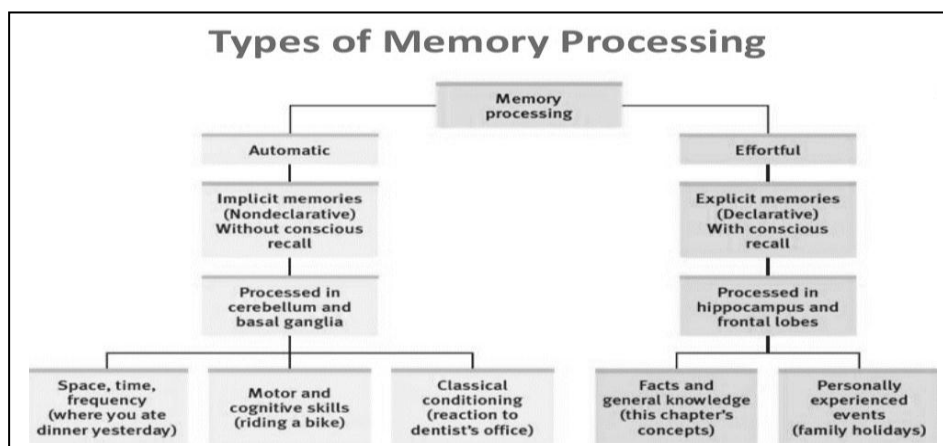 Types of Memory Processing
Memory
processing
Automatic
Effortful
Implicit memories
(Nondeclarative)
Without conscious
recall
Explicit memories
(Declarative)
With conscious
recall
Processed in
cerebellum and
basal ganglia
Processed in
hippocampus and
frontal lobes
Space, time,
frequency
(where you ate
dinner yesterday)
Motor and
cognitive skills
(riding a bike)
Classical
conditioning
(reaction to
dentist's office)
Facts and
general knowledge
(this chapter's
concepts)
Personally
experienced
events
(family holidays)